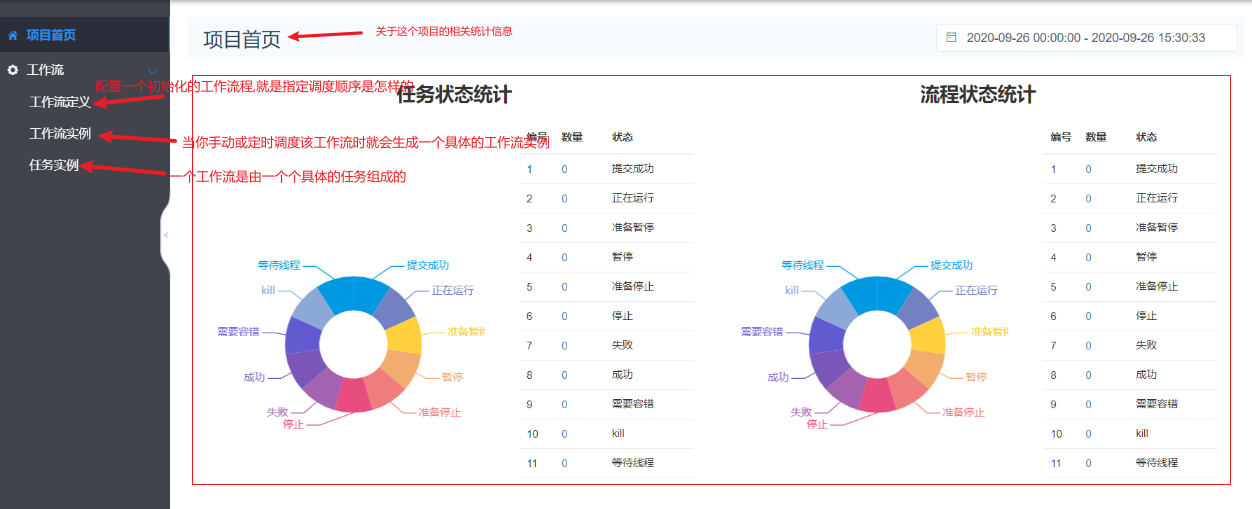 项目首页
工作流
工作流定义
工作流实例
任务实例
项目首页
关于这个项目的相关统计信息
2020-09-26 00:00:00 - 2020-09-26 15:30:33
配置一个初始化的工作流程,就是指定调度顺序是怎样的
当你手动或定时调度该工作流时就会生成一个具体的工作流实例
一个工作流是由一个个具体的任务组成的
任务状态统计
等待线程
提交成功
kill
正在运行
需要容错
准备暂停
成功
暂停
失败
准备停止
停止
编号 数量 状态
1 0 提交成功
2 0 正在运行
3 0 准备暂停
4 0 暂停
5 0 准备停止
6 0 停止
7 0 失败
8 0 成功
9 0 需要容错
10 0 kill
11 0 等待线程
流程状态统计
等待线程
提交成功
kill
正在运行
需要容错
准备暂停
成功
暂停
失败
准备停止
停止
编号 数量 状态
1 0 提交成功
2 0 正在运行
3 0 准备暂停
4 0 暂停
5 0 准备停止
6 0 停止
7 0 失败
8 0 成功
9 0 需要容错
10 0 kill
11 0 等待线程